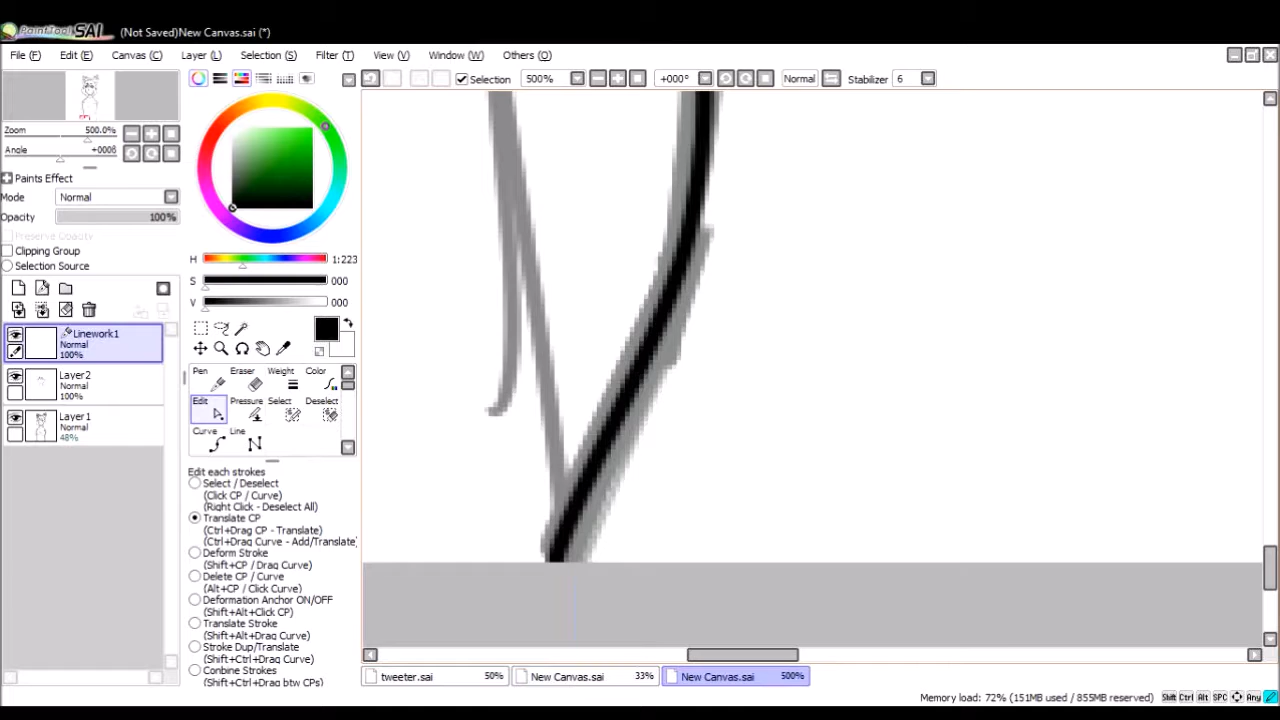 PaintTool SAI (Not Saved)New Canvas.sai (*)
File (F) Edit (E) Canvas (C) Layer (L) Selection (S) Filter (T) View (V) Window (W) Others (O)
Selection 500% +000° Normal Stabilizer 6
Zoom 500.0%
Angle +000θ
Paints Effect
Mode Normal
Opacity 100%
Preserve Opacity
Clipping Group
Selection Source
Linework1
Normal
100%
Layer2
Normal
100%
Layer1
Normal
48%
H 1:223
S 000
V 000
Pen Eraser Weight Color
Edit Pressure Select Deselect
Curve Line
Edit each strokes
Select / Deselect
(Click CP / Curve)
(Right Click - Deselect All)
Translate CP
(Ctrl+Drag CP - Translate)
(Ctrl+Drag Curve - Add/Translate)
Deform Stroke
(Shift+CP / Drag Curve)
Delete CP / Curve
(Alt+CP / Click Curve)
Deformation Anchor ON/OFF
(Shift+Alt+Click CP)
Translate Stroke
(Shift+Alt+Drag Curve)
Stroke Dup/Translate
(Shift+Ctrl+Drag Curve)
Conbine Strokes
(Shift+Ctrl+Drag btw CPs)
tweeter.sai 50% New Canvas.sai 33% New Canvas.sai 500%
Memory load: 72% (151MB used / 855MB reserved) Shift Ctrl Alt SPC Any